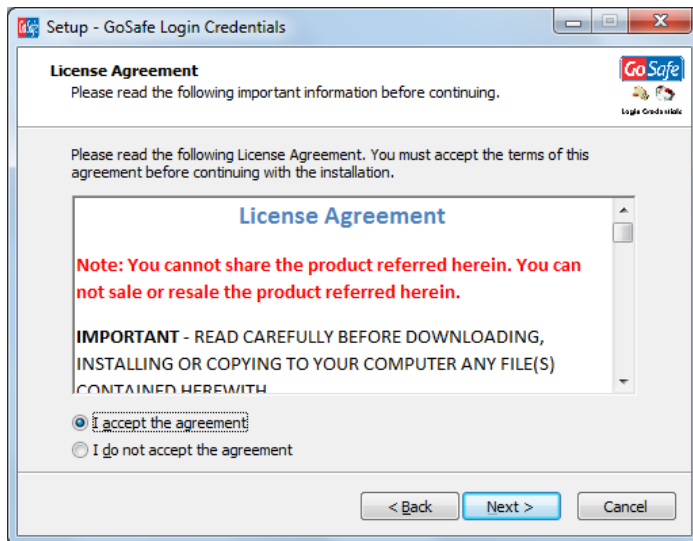 Setup - GoSafe Login Credentials
License Agreement
Please read the following important information before continuing.
Go Safe
Login Credentials
Please read the following License Agreement. You must accept the terms of this
agreement before continuing with the installation.
License Agreement
Note: You cannot share the product referred herein. You can
not sale or resale the product referred herein.
IMPORTANT - READ CAREFULLY BEFORE DOWNLOADING,
INSTALLING OR COPYING TO YOUR COMPUTER ANY FILE(S)
CONTAINED HEREWITH
I accept the agreement
I do not accept the agreement
< Back
Next >
Cancel